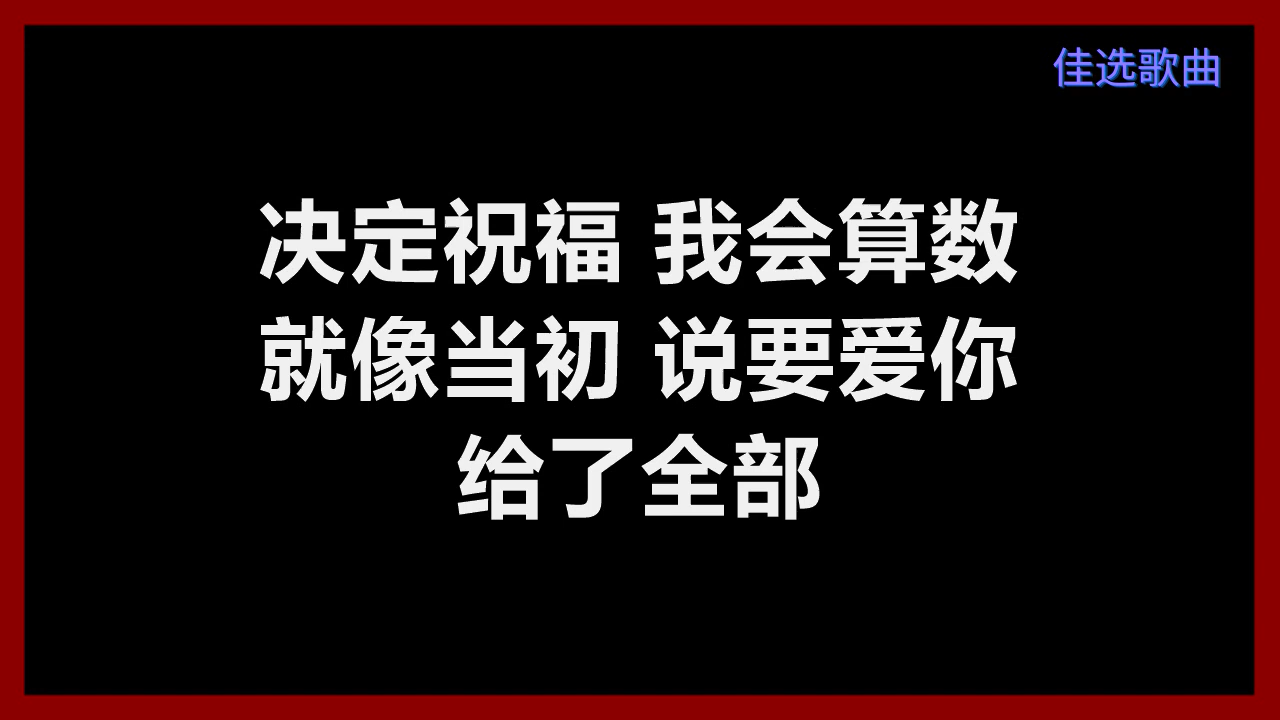 佳选歌曲
决定祝福 我会算数
就像当初 说要爱你
给了全部